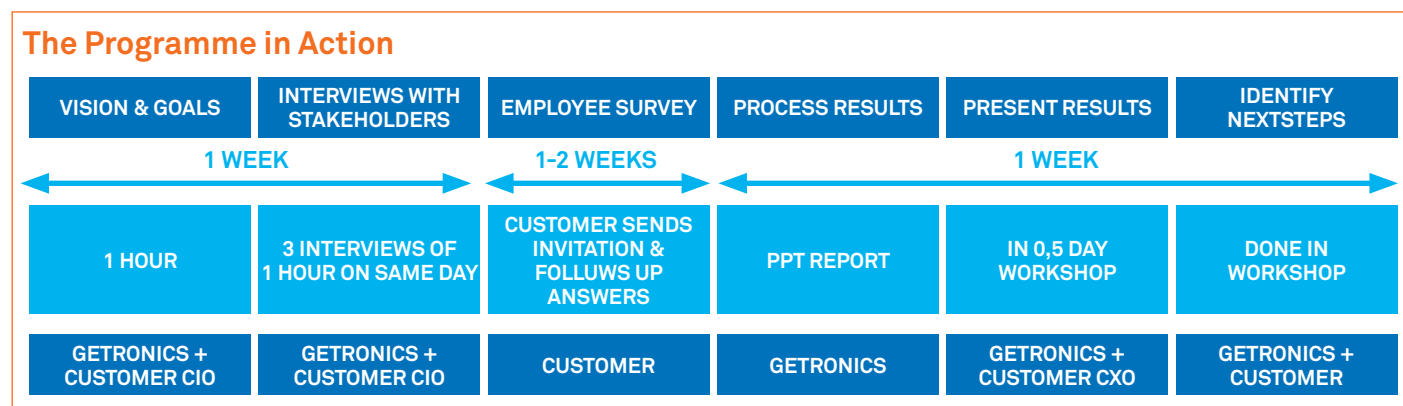 The Programme in Action
VISION & GOALS
INTERVIEWS WITH
STAKEHOLDERS
EMPLOYEE SURVEY
PROCESS RESULTS
PRESENT RESULTS
IDENTIFY
NEXTSTEPS
1 WEEK
1-2 WEEKS
1 WEEK
1 HOUR
3 INTERVIEWS OF
1 HOUR ON SAME DAY
CUSTOMER SENDS
INVITATION &
FOLLUWS UP
ANSWERS
PPT REPORT
IN 0,5 DAY
WORKSHOP
DONE IN
WORKSHOP
GETRONICS +
CUSTOMER CIO
GETRONICS +
CUSTOMER CIO
CUSTOMER
GETRONICS
GETRONICS +
CUSTOMER CXO
GETRONICS +
CUSTOMER